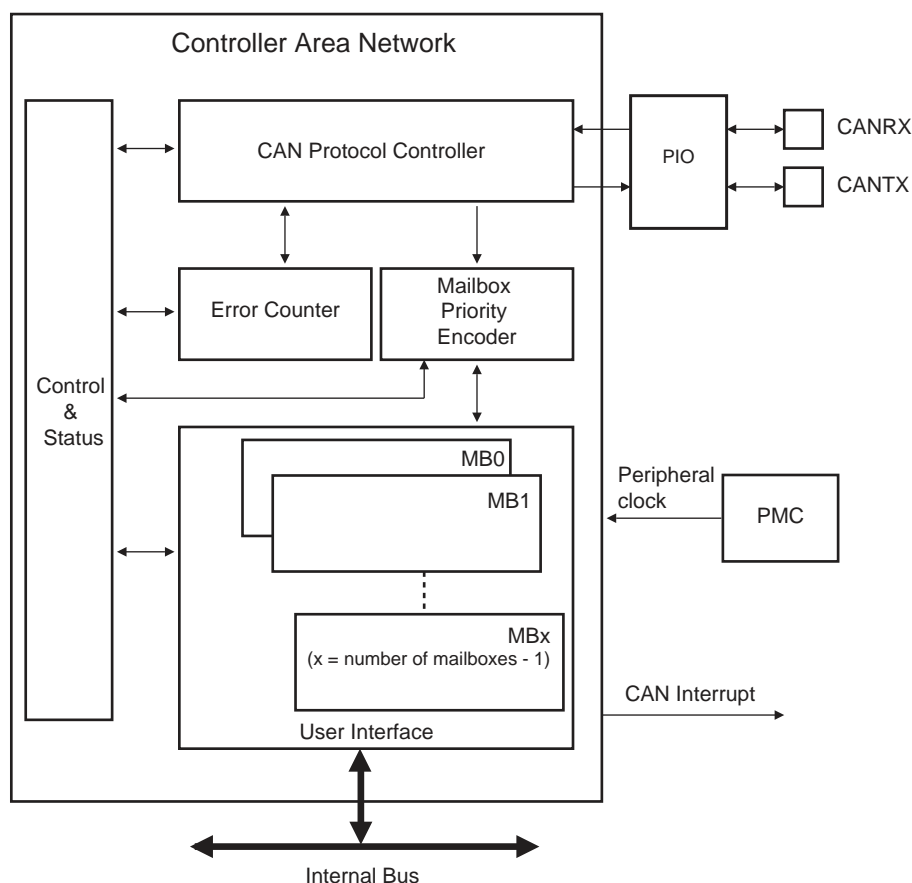 Controller Area Network
CAN Protocol Controller
PIO
CANRX
CANTX
Error Counter
Mailbox
Priority
Encoder
Control
&
Status
MB0
MB1
MBx
(x = number of mailboxes - 1)
User Interface
Peripheral
clock
PMC
CAN Interrupt
Internal Bus